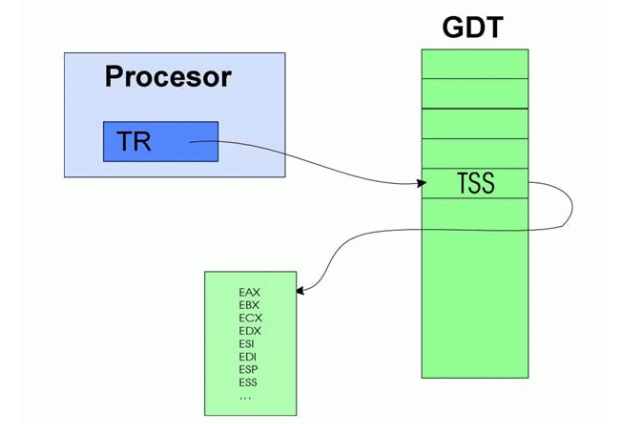 GDT
Procesor
TR
TSS
EAX
EBX
ECX
EDX
ESI
EDI
ESP
ESS
...